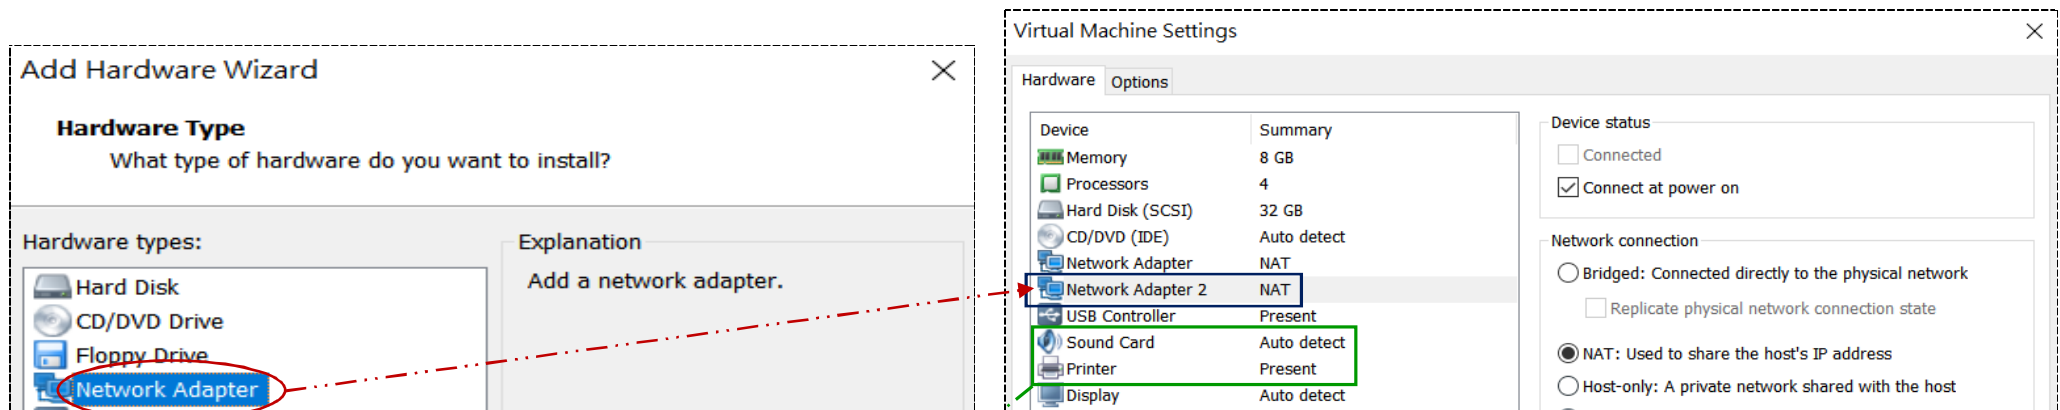 Add Hardware Wizard
Hardware Type
What type of hardware do you want to install?
Hardware types:
Hard Disk
CD/DVD Drive
Floppy Drive
Network Adapter
Explanation
Add a network adapter.
Virtual Machine Settings
Hardware Options
Device Summary
Memory 8 GB
Processors 4
Hard Disk (SCSI) 32 GB
CD/DVD (IDE) Auto detect
Network Adapter NAT
Network Adapter 2 NAT
USB Controller Present
Sound Card Auto detect
Printer Present
Display Auto detect
Device status
Connected
Connect at power on
Network connection
Bridged: Connected directly to the physical network
Replicate physical network connection state
NAT: Used to share the host's IP address
Host-only: A private network shared with the host